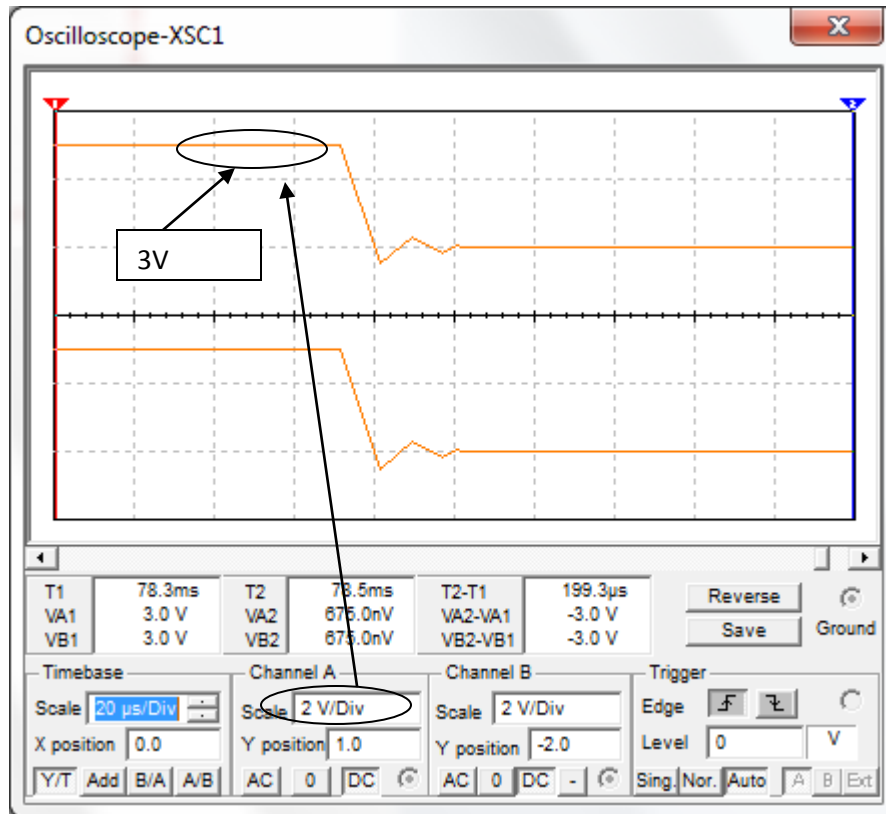 Oscilloscope-XSC1
X
1
2
3V
T1 78.3ms T2 78.5ms T2-T1 199.3µs Reverse
VA1 3.0 V VA2 675.0nV VA2-VA1 -3.0 V
VB1 3.0 V VB2 675.0nV VB2-VB1 -3.0 V Save Ground
Timebase Channel A Channel B Trigger
Scale 20 µs/Div Scale 2 V/Div Scale 2 V/Div Edge
X position 0.0 Y position 1.0 Y position -2.0 Level 0 V
Y/T Add B/A A/B AC 0 DC AC 0 DC - Sing. Nor. Auto A B Ext